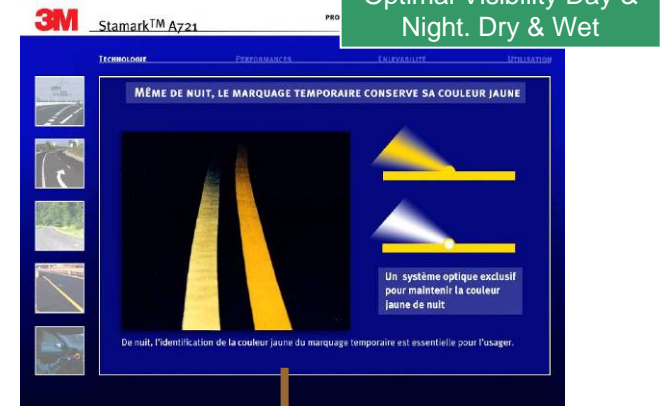 Optimal Visibility Day &
Night. Dry & Wet
3M
Stamark™ A721
PRO
TECHNOLOGIE
PERFORMANCES
ENLEVABILITÉ
UTILISATION
MÊME DE NUIT, LE MARQUAGE TEMPORAIRE CONSERVE SA COULEUR JAUNE
Un système optique exclusif
pour maintenir la couleur
jaune de nuit
De nuit, l'identification de la couleur jaune du marquage temporaire est essentielle pour l'usager.